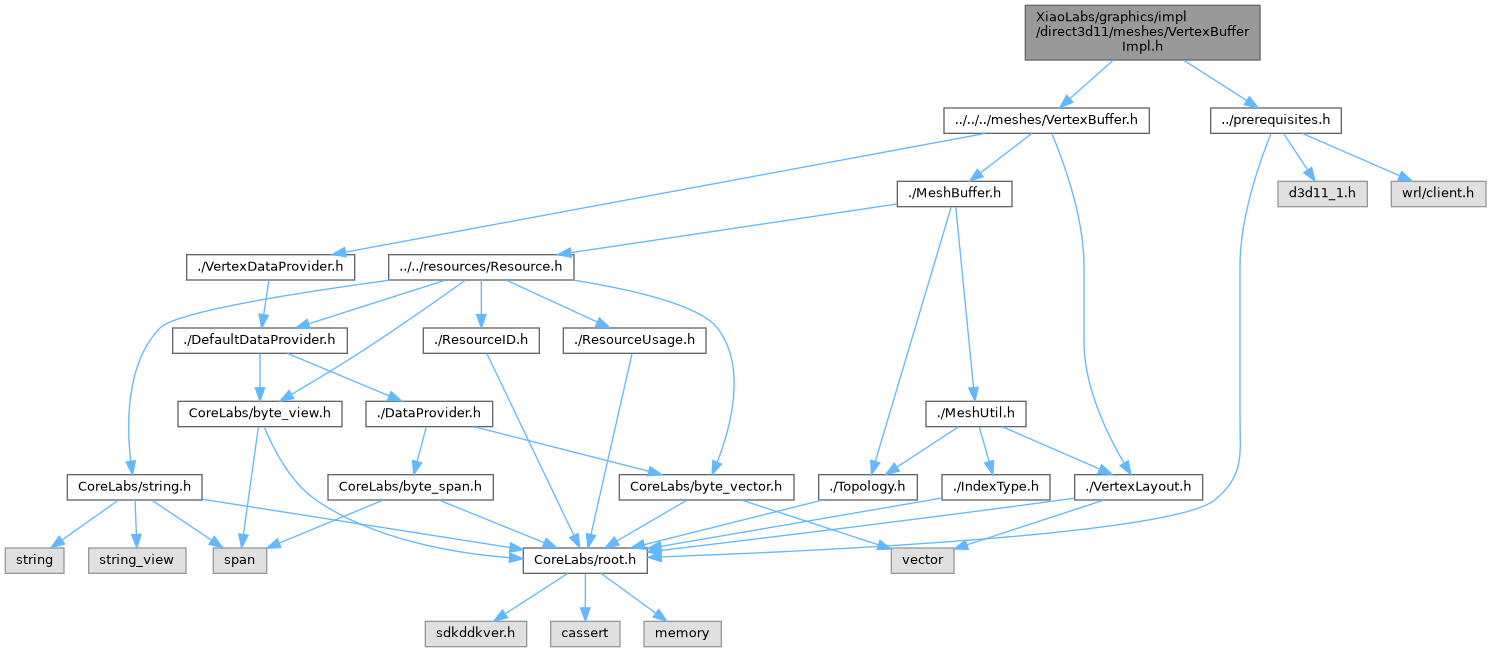 XiaoLabs/graphics/impl
/direct3d11/meshes/VertexBuffer
Impl.h
../../../meshes/VertexBuffer.h
../prerequisites.h
./MeshBuffer.h
d3d11_1.h
wrl/client.h
./VertexDataProvider.h
../../resources/Resource.h
./DefaultDataProvider.h
./ResourceID.h
./ResourceUsage.h
CoreLabs/byte_view.h
./DataProvider.h
./MeshUtil.h
CoreLabs/string.h
CoreLabs/byte_span.h
CoreLabs/byte_vector.h
./Topology.h
./IndexType.h
./VertexLayout.h
string
string_view
span
CoreLabs/root.h
vector
sdkddkver.h
cassert
memory